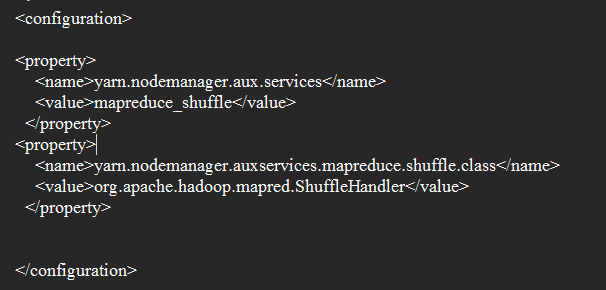 <configuration>
<property>
<name>yarn.nodemanager.aux.services</name>
<value>mapreduce_shuffle</value>
</property>
<property>
<name>yarn.nodemanager.auxservices.mapreduce.shuffle.class</name>
<value>org.apache.hadoop.mapred.ShuffleHandler</value>
</property>
</configuration>